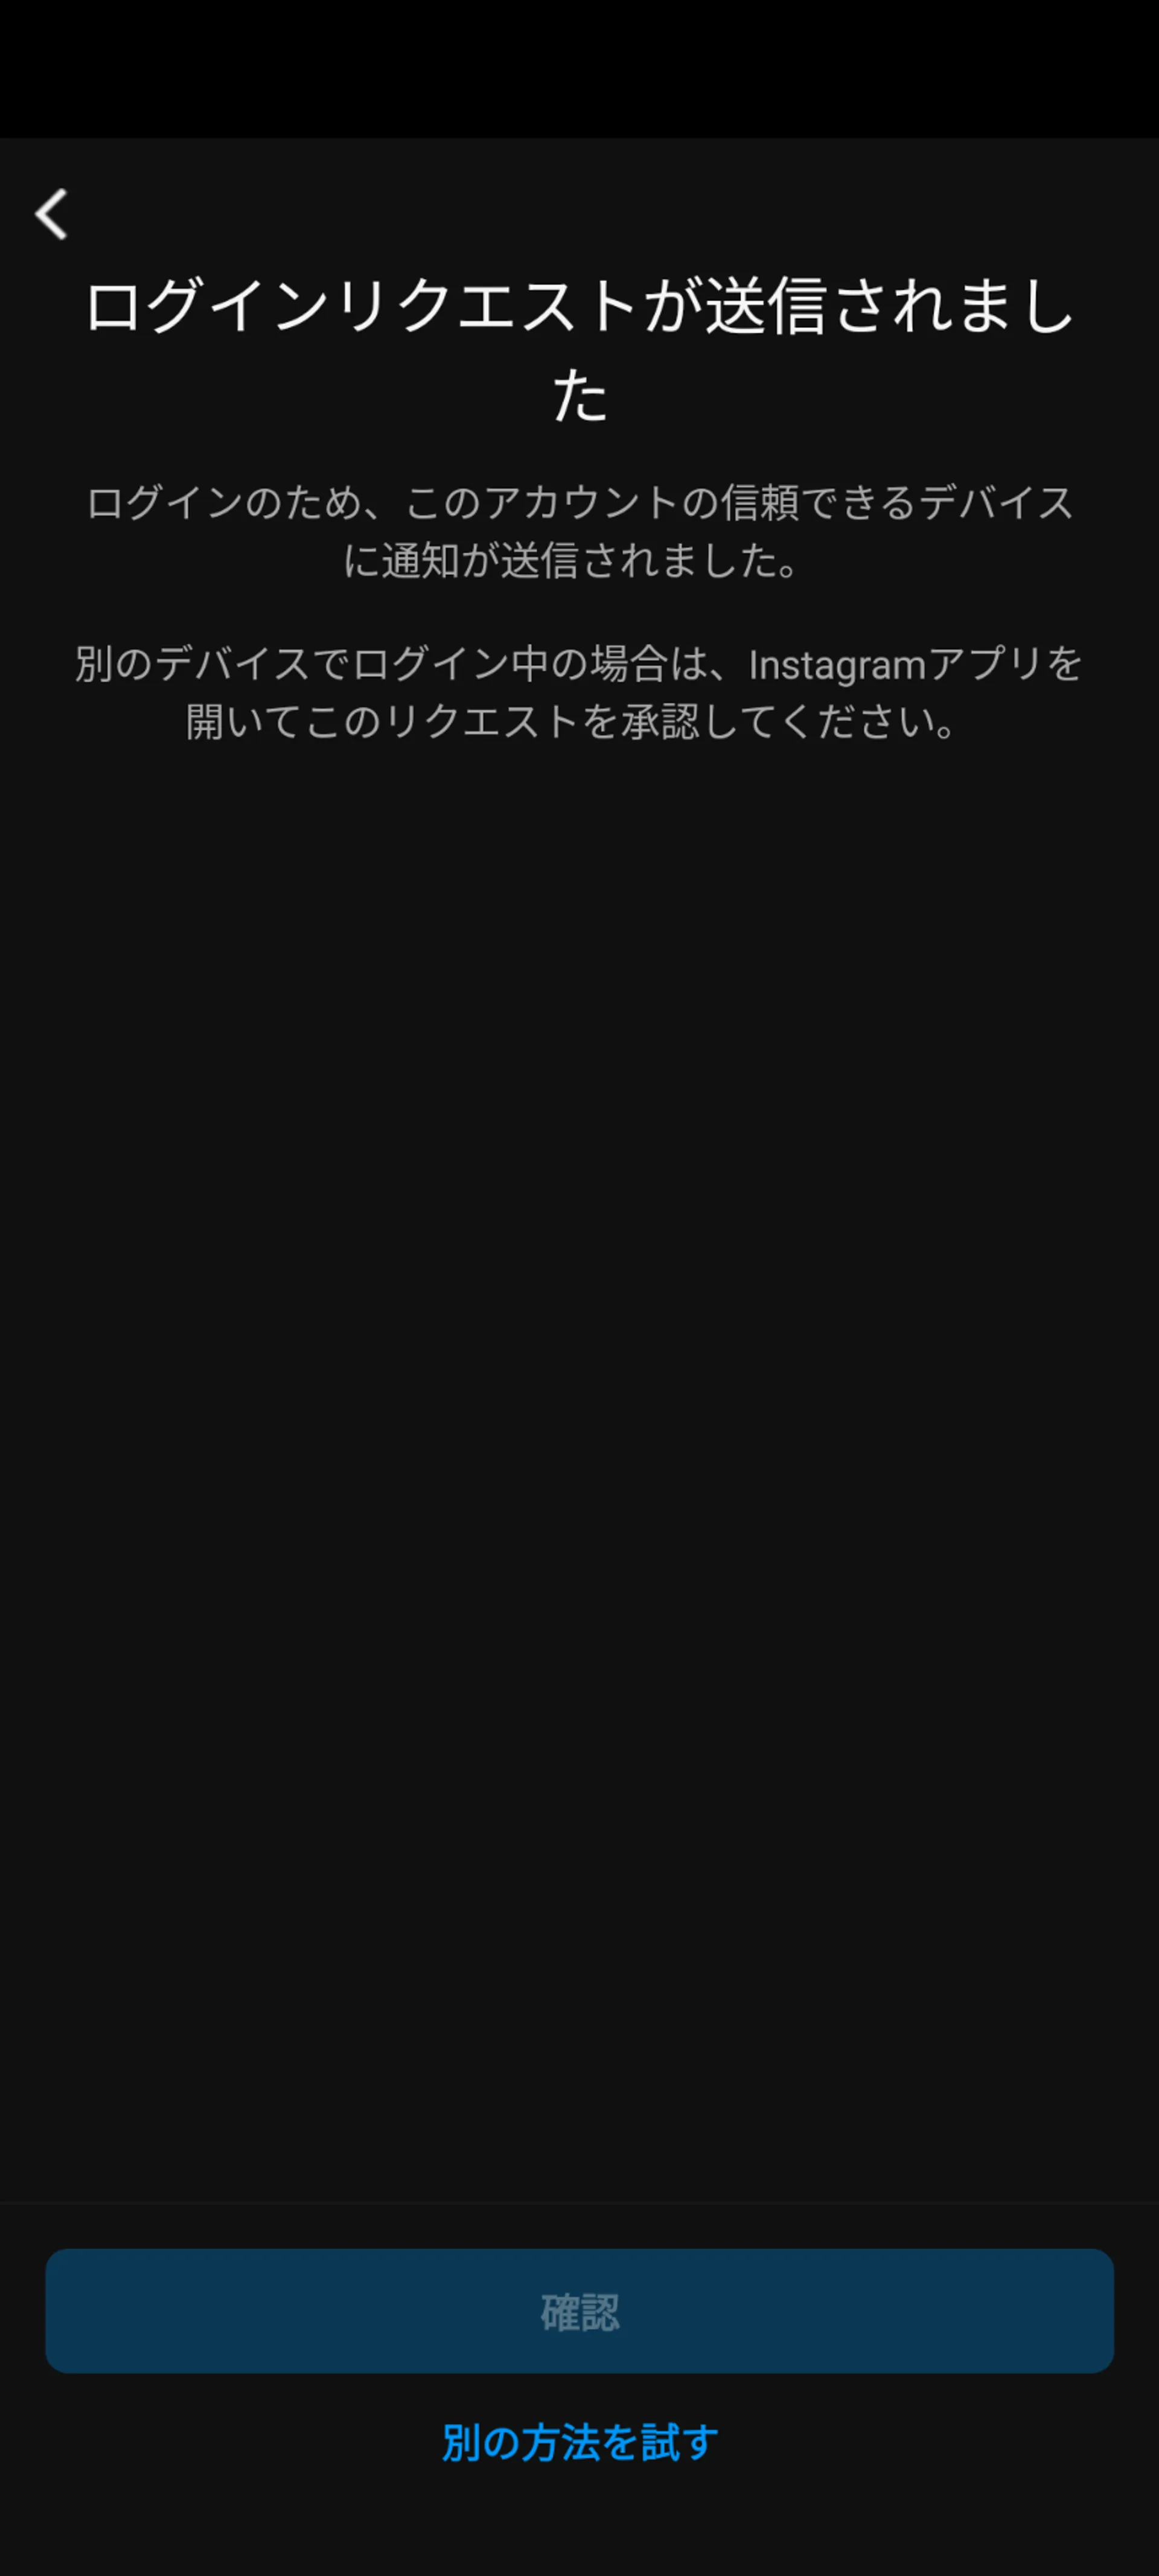 ログインリクエストが送信されまし
た
ログインのため、このアカウントの信頼できるデバイス
に通知が送信されました。
別のデバイスでログイン中の場合は、Instagramアプリを
開いてこのリクエストを承認してください。
確認
別の方法を試す